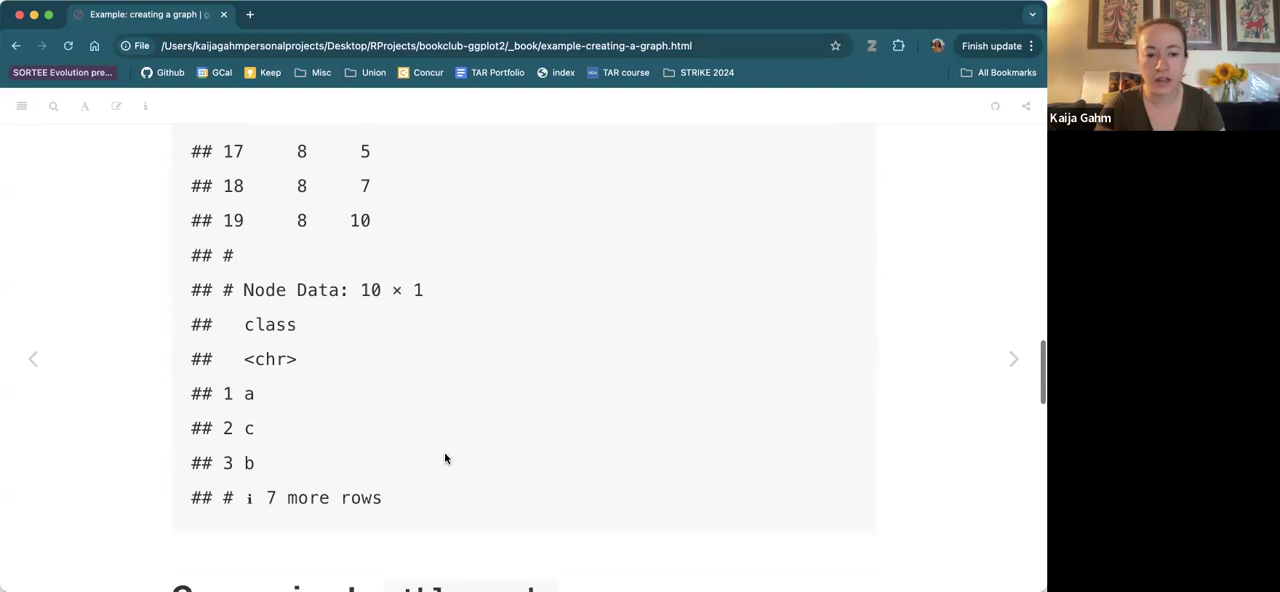 Example: creating a graph | g
File /Users/kaijagahmpersonalprojects/Desktop/RProjects/bookclub-ggplot2/_book/example-creating-a-graph.html Finish update
SORTEE Evolution pre... Github GCal Keep Misc Union Concur TAR Portfolio index TAR course STRIKE 2024 All Bookmarks
Kaija Gahm
## 17 8 5
## 18 8 7
## 19 8 10
## #
## # Node Data: 10 × 1
## class
## <chr>
## 1 a
## 2 c
## 3 b
## # ℹ 7 more rows